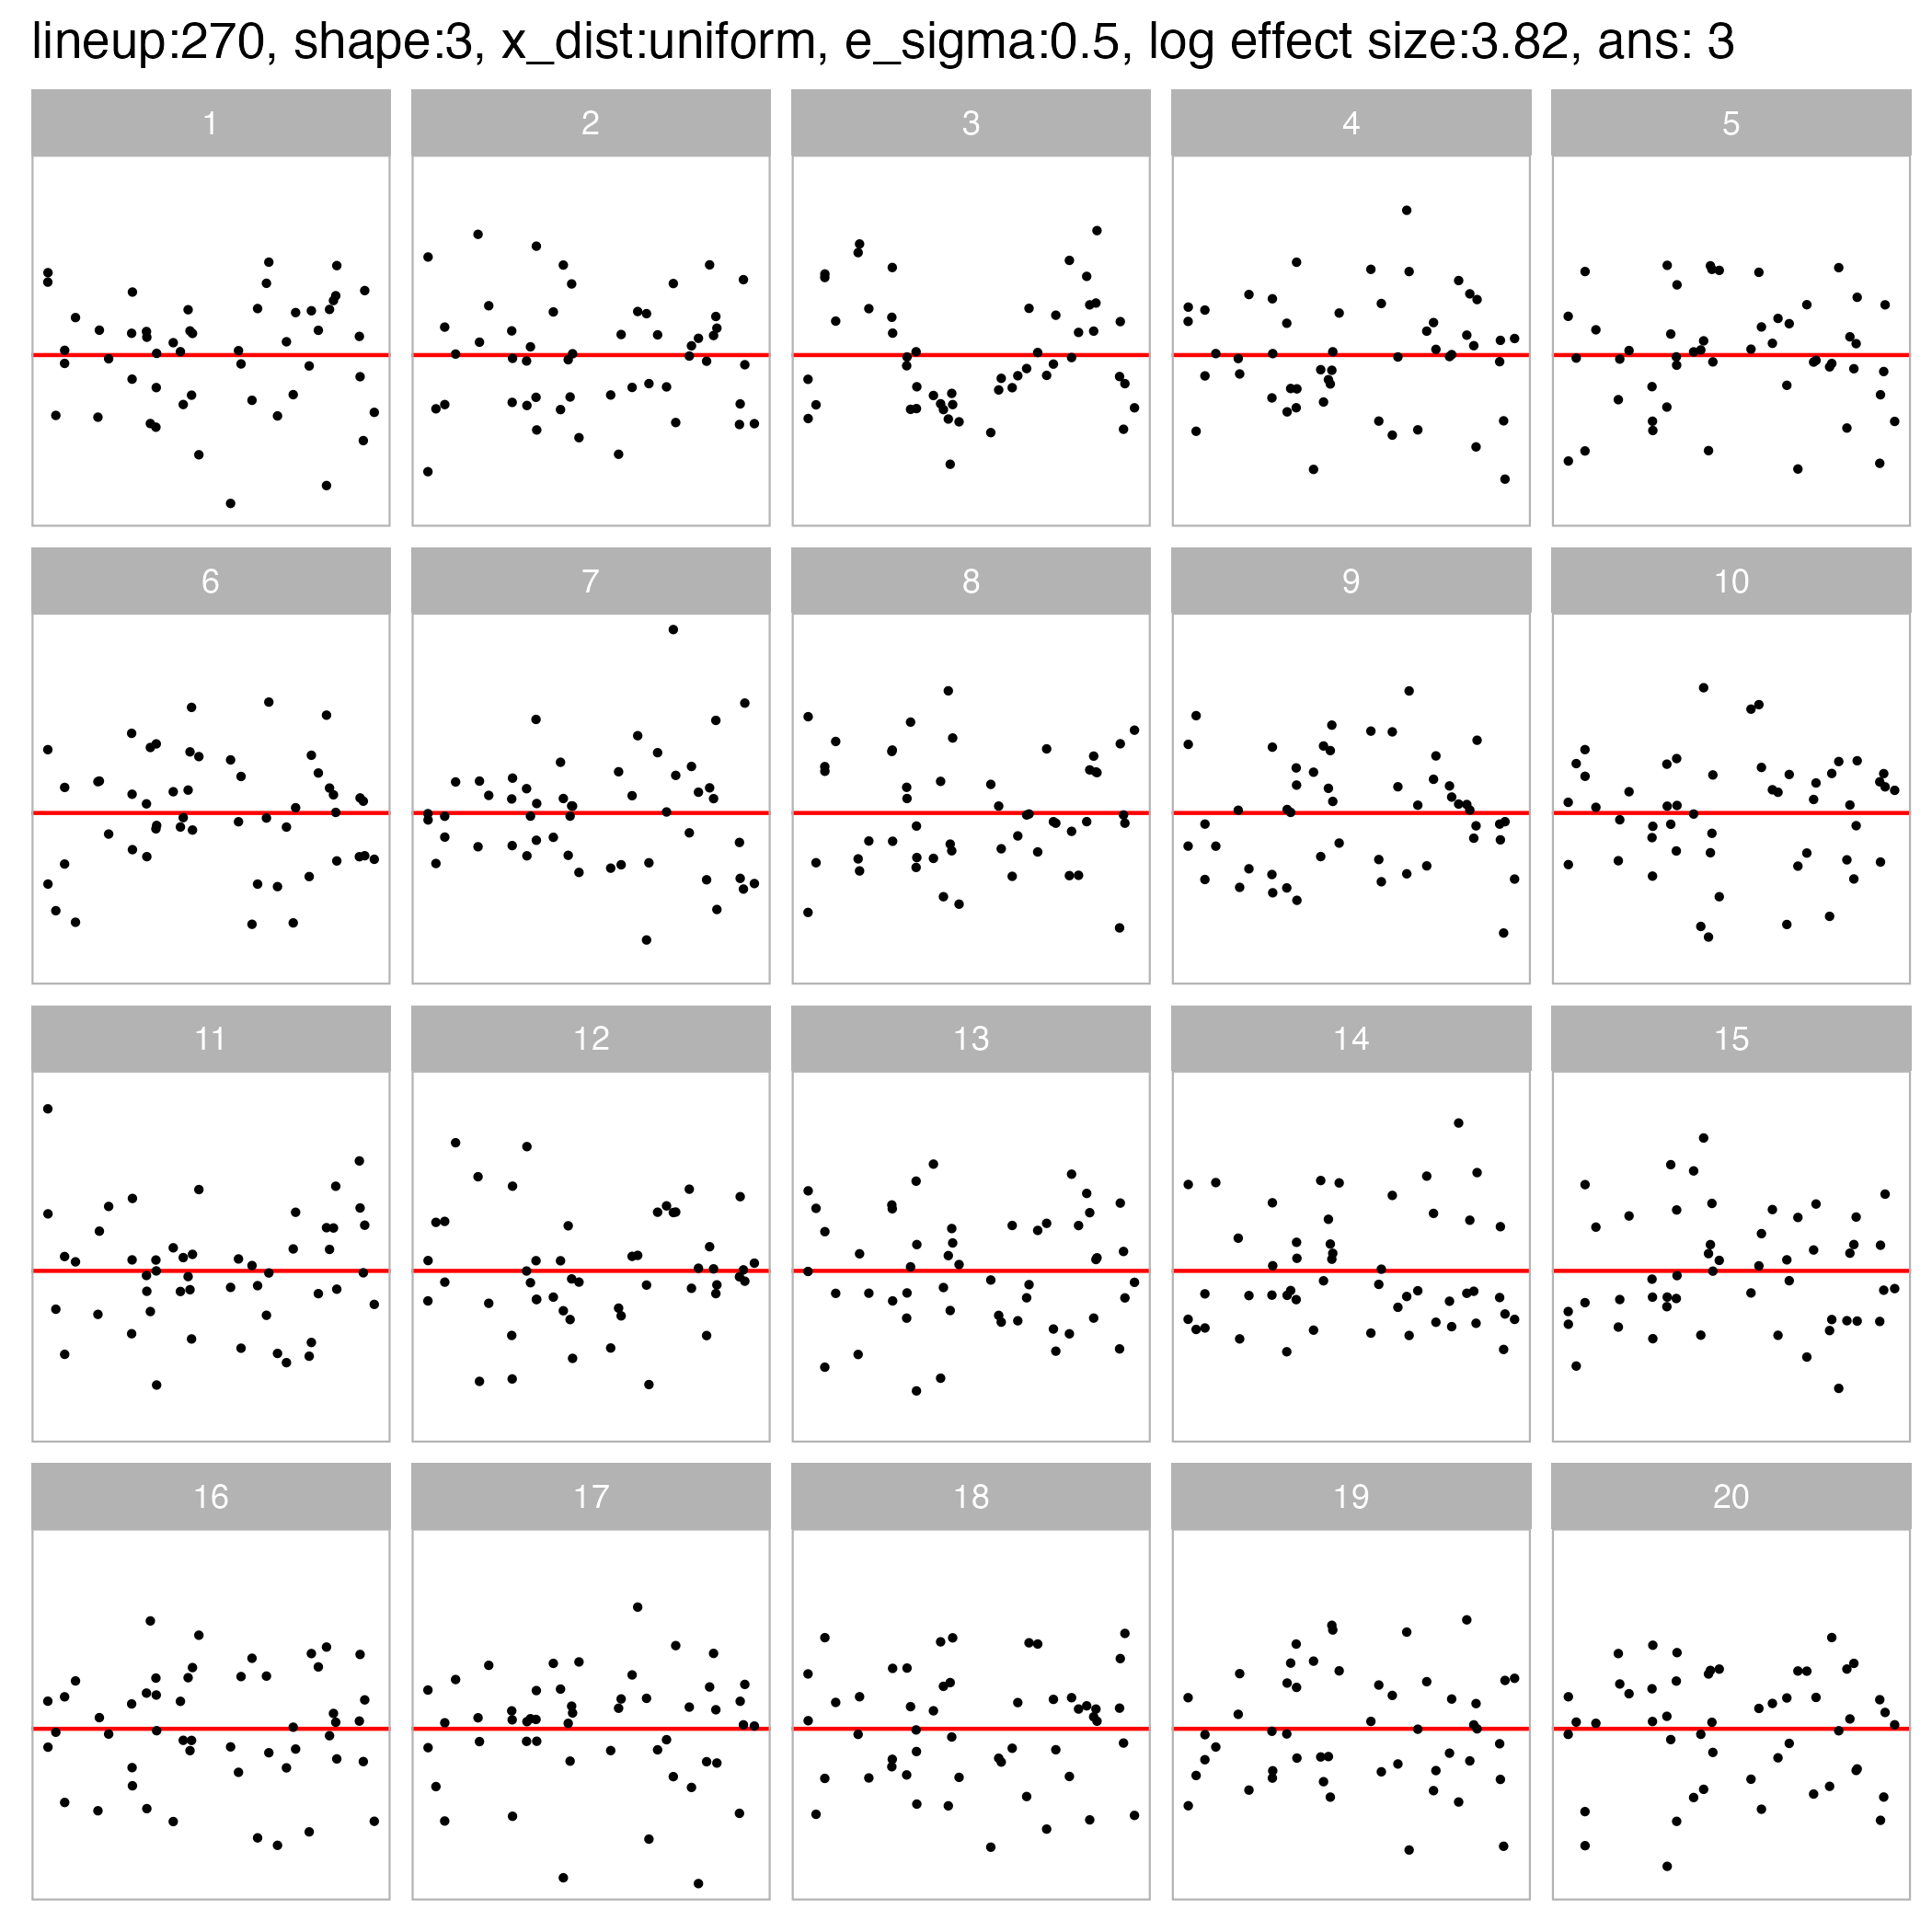 lineup:270, shape:3, x_dist:uniform, e_sigma:0.5, log effect size:3.82, ans: 3
1 2 3 4 5
6 7 8 9 10
11 12 13 14 15
16 17 18 19 20